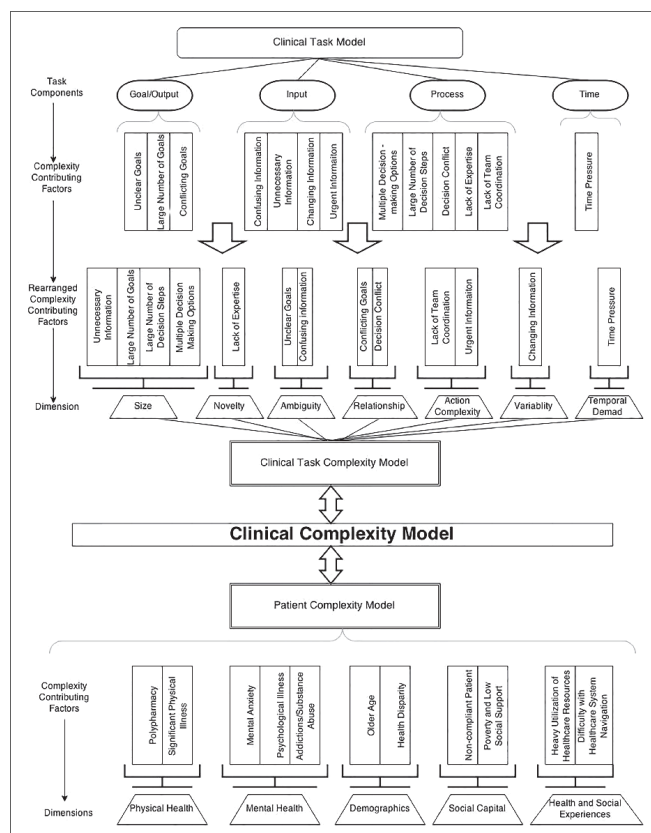 Clinical Task Model
Task
Components
Goal/Output
Input
Process
Time
Complexity
Contributing
Factors
Unclear Goals
Large Number of Goals
Conflicting Goals
Confusing Information
Unnecessary
Information
Changing Information
Urgent Informaiton
Multiple Decision -
making Options
Large Number of
Decision Steps
Decision Conflict
Lack of Expertise
Lack of Team
Coordination
Time Pressure
Rearranged
Complexity
Contributing
Factors
Unnecessary
Information
Large Number of Goals
Large Number of
Decision Steps
Multiple Decision
Making Options
Lack of Expertise
Unclear Goals
Confusing information
Conflicting Goals
Decision Conflict
Lack of Team
Coordination
Urgent Informaiton
Changing Information
Time Pressure
Dimension
Size
Novelty
Ambiguity
Relationship
Action
Complexity
Variablity
Temporal
Demad
Clinical Task Complexity Model
Clinical Complexity Model
Patient Complexity Model
Complexity
Contributing
Factors
Polypharmacy
Significant Physical
Illness
Mental Anxiety
Psychological Illness
Addictions/Substance
Abuse
Older Age
Health Disparity
Non-compliant Patient
Poverty and Low
Social Support
Heavy Utilization of
Healthcare Resources
Difficulty with
Healthcare System
Navigation
Dimensions
Physical Health
Mental Health
Demographics
Social Capital
Health and Social
Experiences